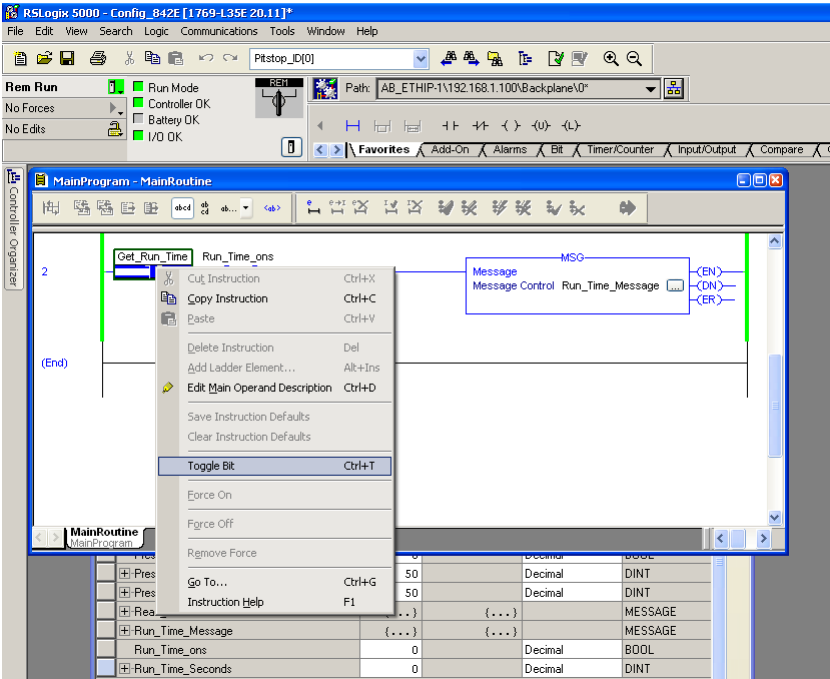 RSLogix 5000 - Config_842E [1769-L35E 20.11]*
File Edit View Search Logic Communications Tools Window Help
Pitstop_ID[0]
Rem Run
No Forces
No Edits
Run Mode
Controller OK
Battery OK
I/O OK
REM
Path: AB_ETHIP-1\192.168.1.100\Backplane\0*
Favorites Add-On Alarms Bit Timer/Counter Input/Output Compare
Controller Organizer
MainProgram - MainRoutine
Get_Run_Time Run_Time_ons
2
MSG
Message
Message Control Run_Time_Message ...
(EN)
(DN)
(ER)
(End)
Cut Instruction Ctrl+X
Copy Instruction Ctrl+C
Paste Ctrl+V
Delete Instruction Del
Add Ladder Element... Alt+Ins
Edit Main Operand Description Ctrl+D
Save Instruction Defaults
Clear Instruction Defaults
Toggle Bit Ctrl+T
Force On
Force Off
Remove Force
Go To... Ctrl+G
Instruction Help F1
MainRoutine
MainProgram
Pres 50 Decimal DINT
Pres 50 Decimal DINT
Rea {...} {...} MESSAGE
Run_Time_Message {...} {...} MESSAGE
Run_Time_ons 0 Decimal BOOL
Run_Time_Seconds 0 Decimal DINT